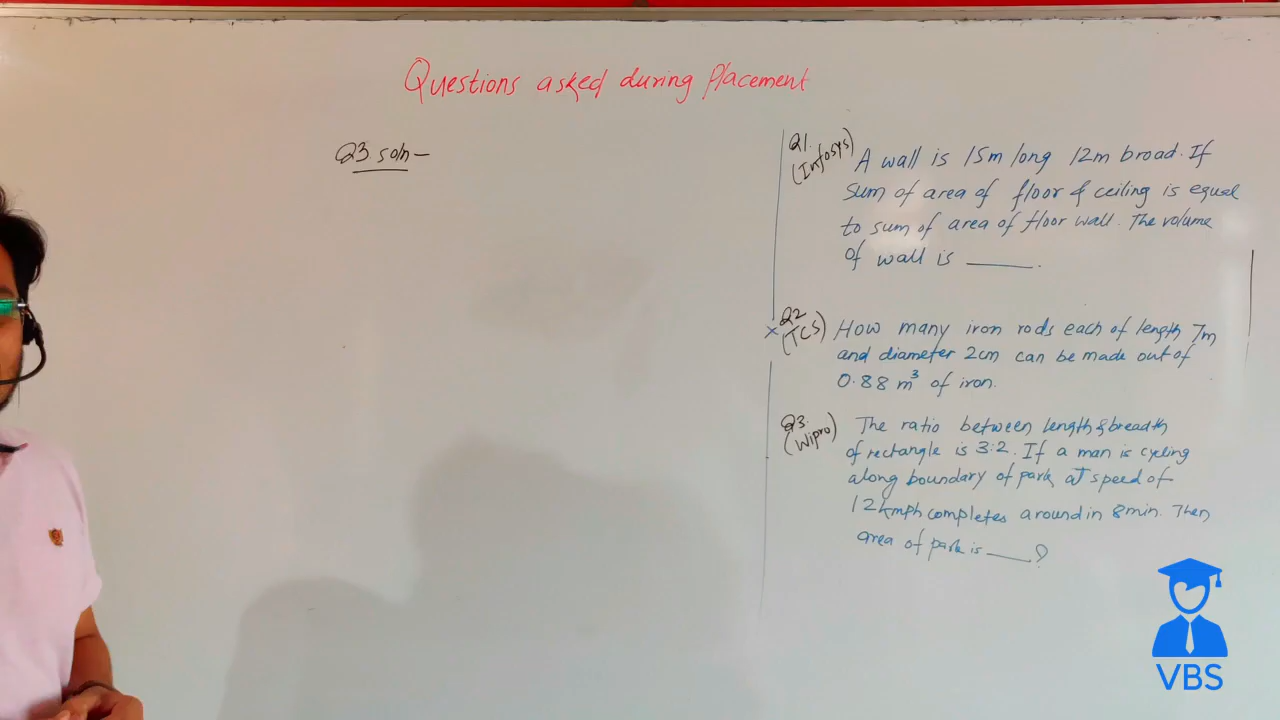 Questions asked during Placement
Q3 soln -
Q1.
(Infosys)
A wall is 15m long 12m broad. If
sum of area of floor & ceiling is equal
to sum of area of floor wall. The volume
of wall is ______.
Q2
(TCS)
How many iron rods each of length 7m
and diameter 2cm can be made out of
0.88 m³ of iron.
Q3.
(Wipro)
The ratio between length & breadth
of rectangle is 3:2. If a man is cycling
along boundary of park at speed of
12kmph completes around in 8min. Then
area of park is ____?
VBS